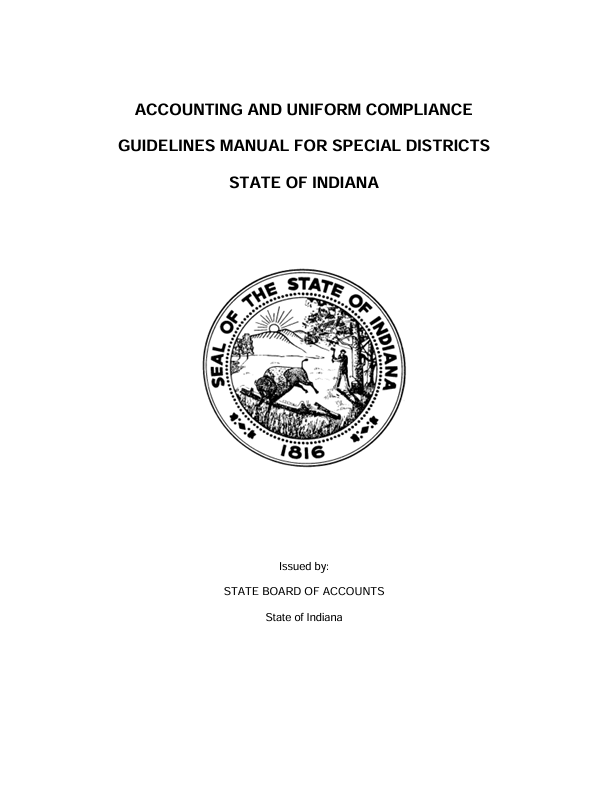 ACCOUNTING AND UNIFORM COMPLIANCE
GUIDELINES MANUAL FOR SPECIAL DISTRICTS
STATE OF INDIANA
SEAL OF THE STATE OF INDIANA
1816
Issued by:
STATE BOARD OF ACCOUNTS
State of Indiana